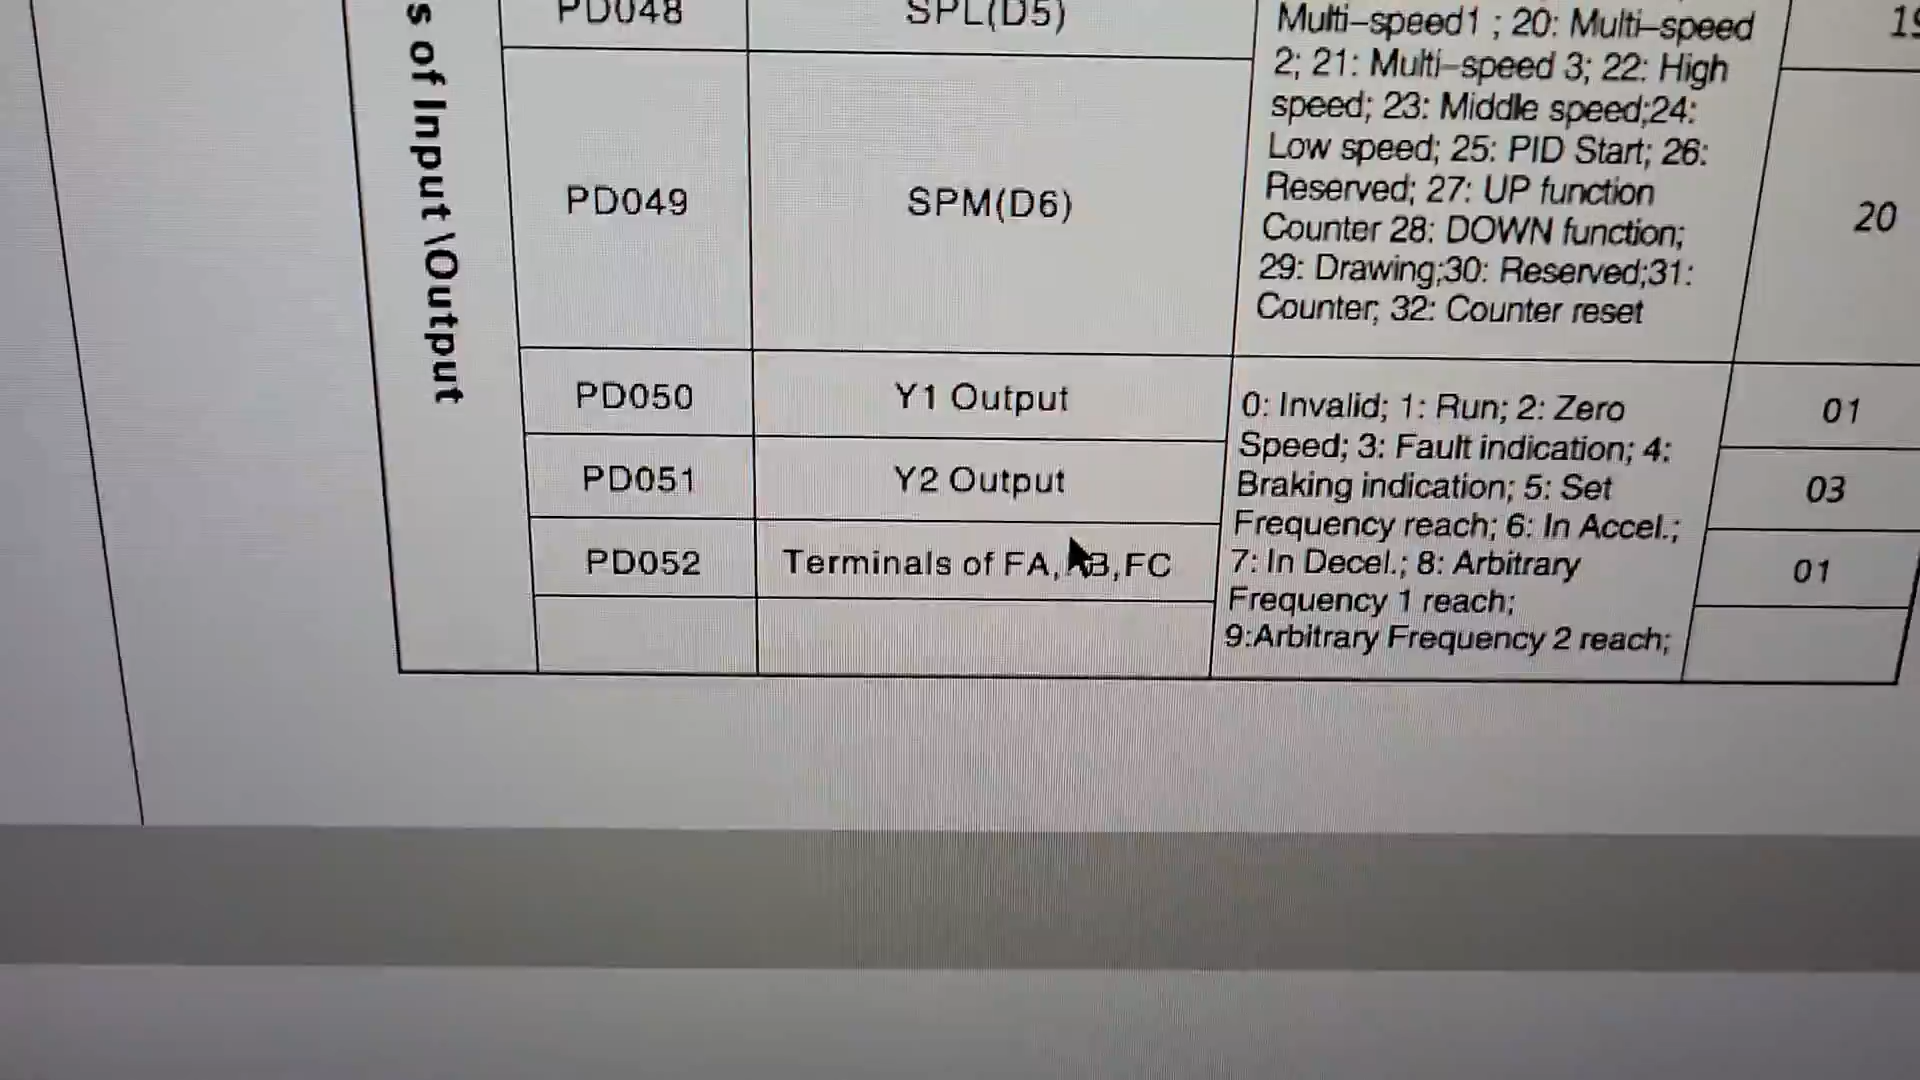 s of Input \Output
PD048
SPL(D5)
Multi-speed1 ; 20: Multi-speed
2; 21: Multi-speed 3; 22: High
speed; 23: Middle speed;24:
Low speed; 25: PID Start; 26:
Reserved; 27: UP function
Counter 28: DOWN function;
29: Drawing;30: Reserved;31:
Counter; 32: Counter reset
19
PD049
SPM(D6)
20
PD050
Y1 Output
0: Invalid; 1: Run; 2: Zero
Speed; 3: Fault indication; 4:
Braking indication; 5: Set
Frequency reach; 6: In Accel.;
7: In Decel.; 8: Arbitrary
Frequency 1 reach;
9:Arbitrary Frequency 2 reach;
01
PD051
Y2 Output
03
PD052
Terminals of FA, B,FC
01